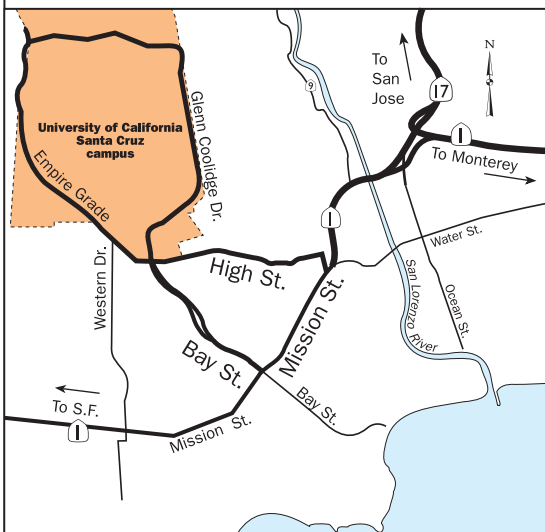 N
To
San
Jose
17
9
1
To Monterey
University of California
Santa Cruz
campus
Glenn Coolidge Dr.
Empire Grade
1
Water St.
High St.
Western Dr.
Mission St.
San Lorenzo
River
Ocean St.
Bay St.
Bay St.
To S.F.
1
Mission St.